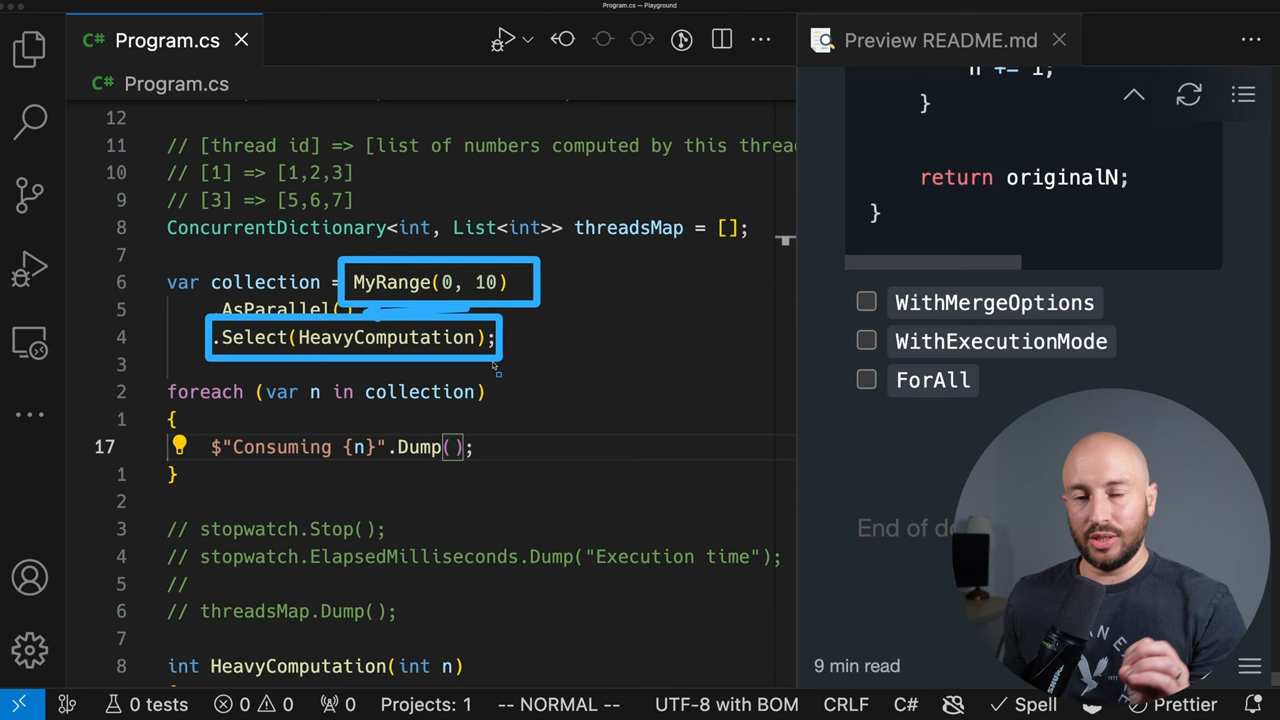 Program.cs — Playground
C# Program.cs
Preview README.md
C# Program.cs
12
11 // [thread id] => [list of numbers computed by this threa
10 // [1] => [1,2,3]
9 // [3] => [5,6,7]
8 ConcurrentDictionary<int, List<int>> threadsMap = [];
7
6 var collection = MyRange(0, 10)
5 .AsParallel()
4 .Select(HeavyComputation);
3
2 foreach (var n in collection)
1 {
17 $"Consuming {n}".Dump();
1 }
2
3 // stopwatch.Stop();
4 // stopwatch.ElapsedMilliseconds.Dump("Execution time");
5 //
6 // threadsMap.Dump();
7
8 int HeavyComputation(int n)
n += 1;
}
return originalN;
}
WithMergeOptions
WithExecutionMode
ForAll
End of do
9 min read
0 tests 0 0 0 Projects: 1 -- NORMAL -- UTF-8 with BOM CRLF C# Spell Prettier